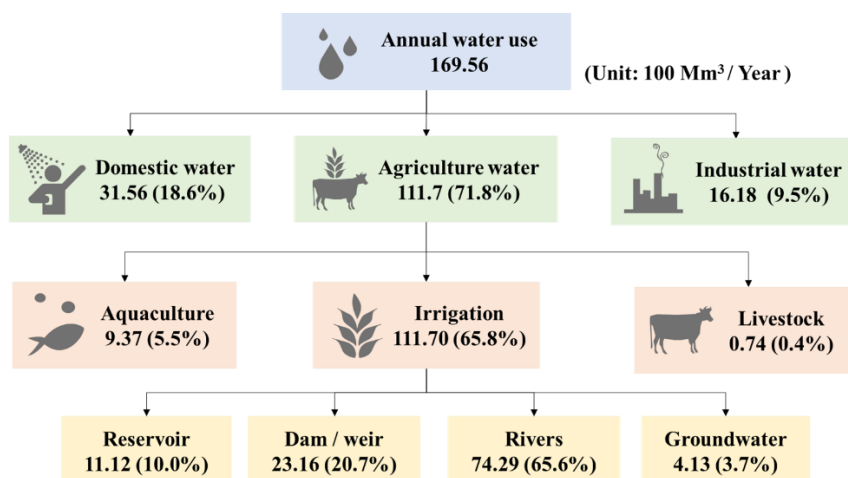 Annual water use
169.56
(Unit: 100 Mm³ / Year )
Domestic water
31.56 (18.6%)
Agriculture water
111.7 (71.8%)
Industrial water
16.18 (9.5%)
Aquaculture
9.37 (5.5%)
Irrigation
111.70 (65.8%)
Livestock
0.74 (0.4%)
Reservoir
11.12 (10.0%)
Dam / weir
23.16 (20.7%)
Rivers
74.29 (65.6%)
Groundwater
4.13 (3.7%)